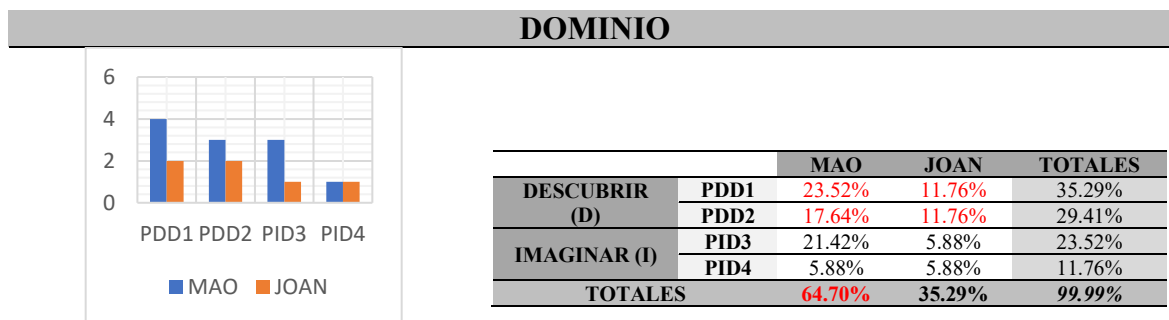 DOMINIO
6
4
2
0
PDD1 PDD2 PID3 PID4
MAO JOAN
MAO JOAN TOTALES
DESCUBRIR (D) PDD1 23.52% 11.76% 35.29%
PDD2 17.64% 11.76% 29.41%
IMAGINAR (I) PID3 21.42% 5.88% 23.52%
PID4 5.88% 5.88% 11.76%
TOTALES 64.70% 35.29% 99.99%